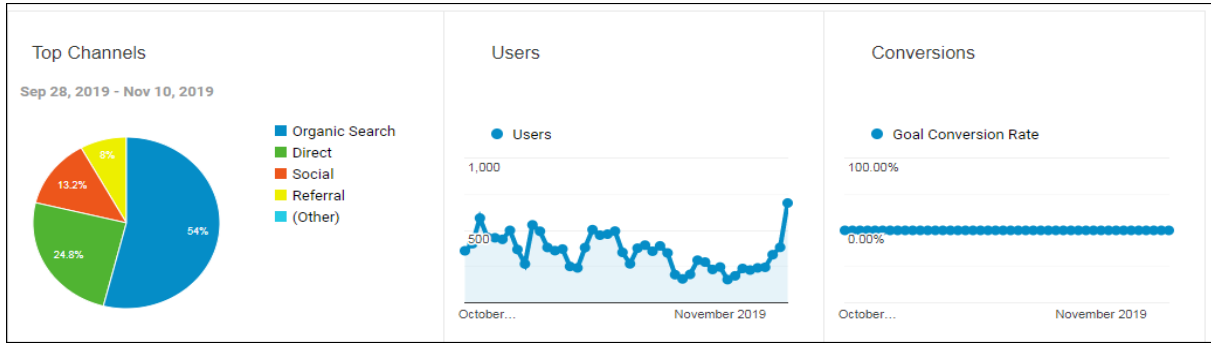 Top Channels
Sep 28, 2019 - Nov 10, 2019
Organic Search
Direct
Social
Referral
(Other)
8%
13.2%
54%
24.8%
Users
Users
1,000
500
October...
November 2019
Conversions
Goal Conversion Rate
100.00%
0.00%
October...
November 2019